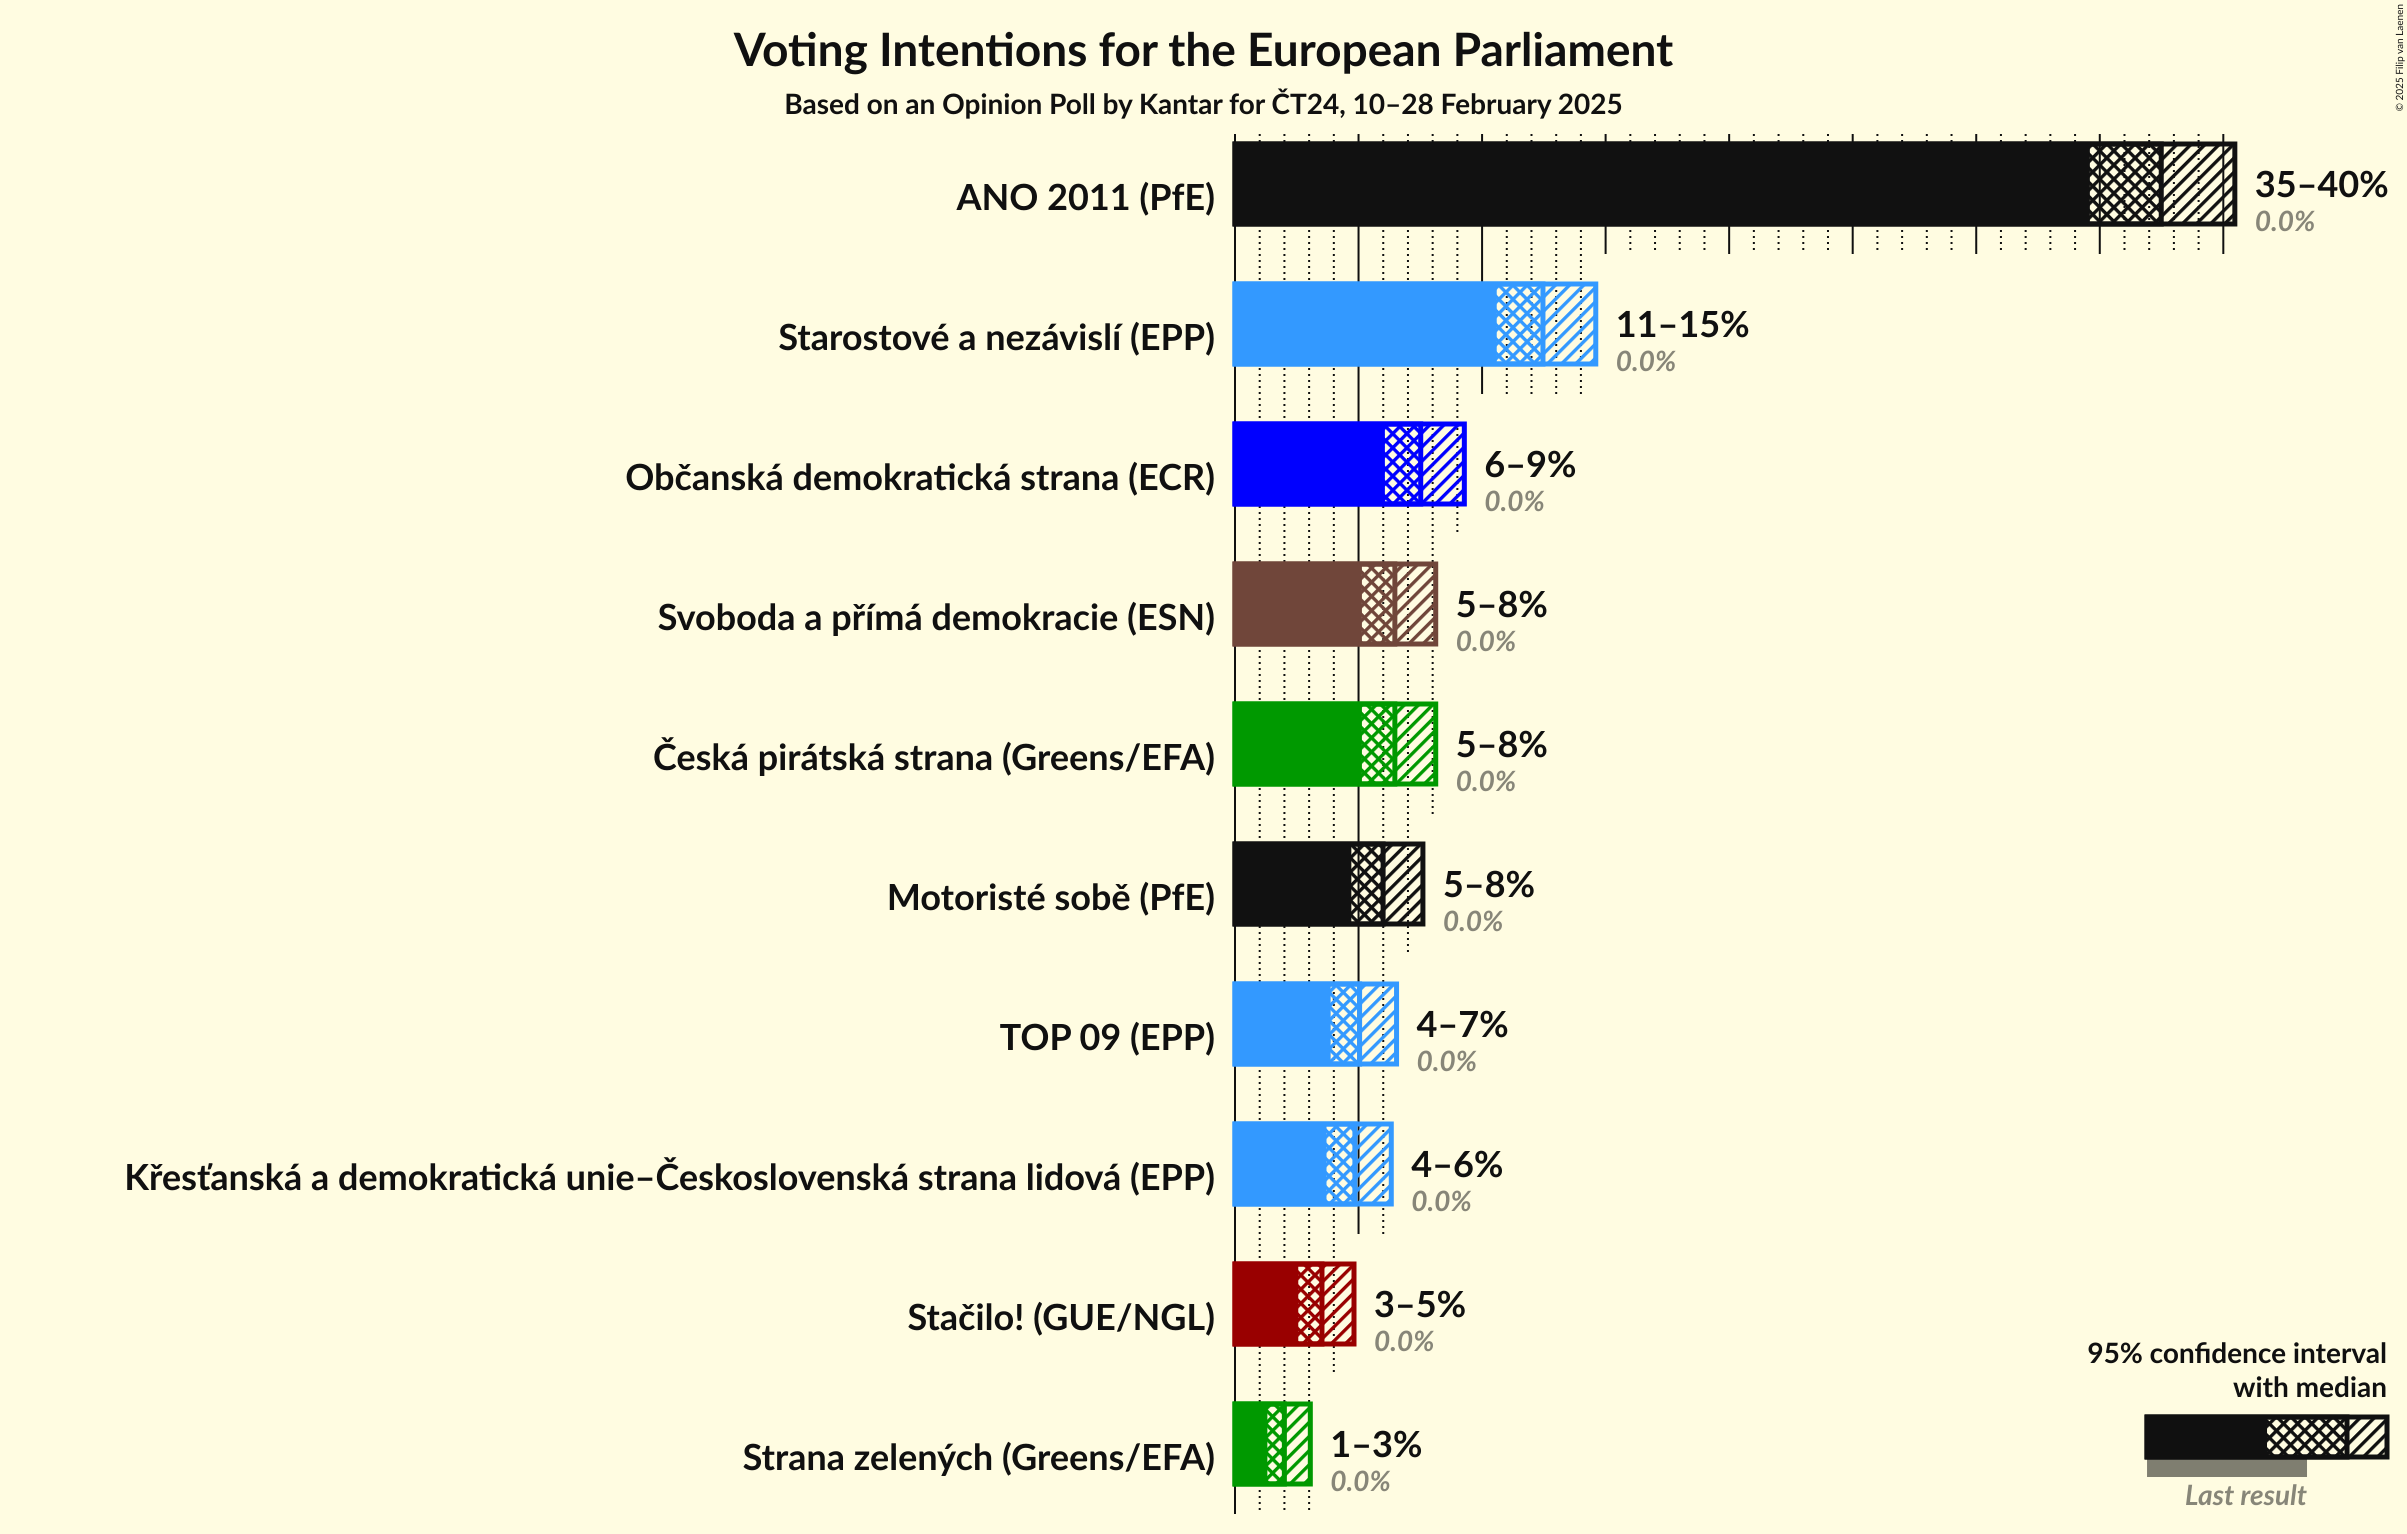 Voting Intentions for the European Parliament
Based on an Opinion Poll by Kantar for ČT24, 10–28 February 2025
© 2025 Filip van Laenen
ANO 2011 (PfE)
35–40%
0.0%
Starostové a nezávislí (EPP)
11–15%
0.0%
Občanská demokratická strana (ECR)
6–9%
0.0%
Svoboda a přímá demokracie (ESN)
5–8%
0.0%
Česká pirátská strana (Greens/EFA)
5–8%
0.0%
Motoristé sobě (PfE)
5–8%
0.0%
TOP 09 (EPP)
4–7%
0.0%
Křesťanská a demokratická unie–Československá strana lidová (EPP)
4–6%
0.0%
Stačilo! (GUE/NGL)
3–5%
0.0%
Strana zelených (Greens/EFA)
1–3%
0.0%
95% confidence interval
with median
Last result